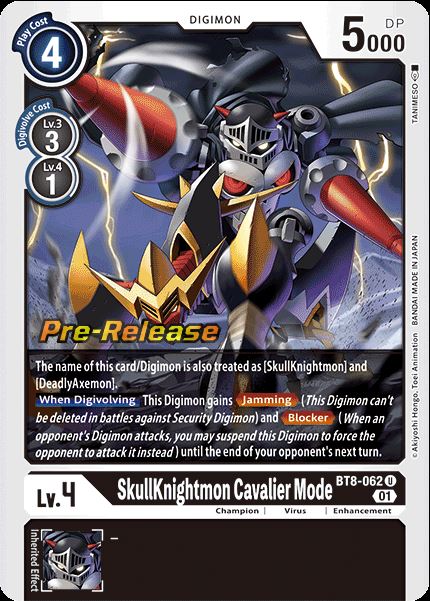 Play Cost
4
DIGIMON
DP
5000
Digivolve Cost
Lv.3
3
Lv.4
1
TANIMESO
© Akiyoshi Hongo, Toei Animation BANDAI MADE IN JAPAN
Pre-Release
The name of this card/Digimon is also treated as [SkullKnightmon] and
[DeadlyAxemon].
When Digivolving This Digimon gains Jamming (This Digimon can't
be deleted in battles against Security Digimon) and Blocker (When an
opponent's Digimon attacks, you may suspend this Digimon to force the
opponent to attack it instead) until the end of your opponent's next turn.
Lv.4
SkullKnightmon Cavalier Mode
BT8-062 U
01
Champion | Virus | Enhancement
Inherited Effect
–